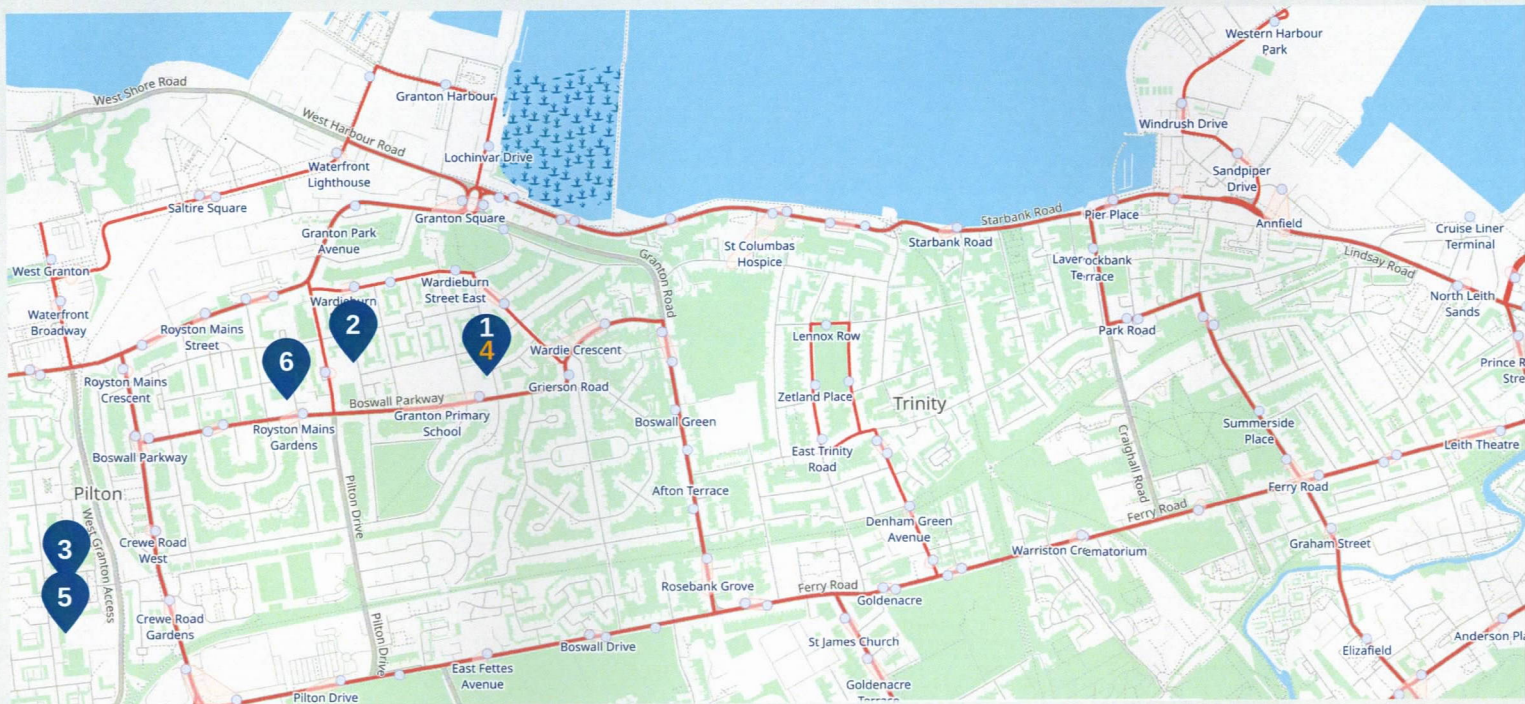 Western Harbour
Park
West Shore Road
Granton Harbour
West Harbour Road
Windrush Drive
Lochinvar Drive
Waterfront
Lighthouse
Sandpiper
Drive
Saltire Square
Granton Square
Starbank Road
Pier Place
Annfield
Granton Park
Avenue
St Columbas
Hospice
Starbank Road
Cruise Liner
Terminal
West Granton
Granton Road
Laverockbank
Terrace
Lindsay Road
Wardieburn
Street East
Wardieburn
North Leith
Sands
Waterfront
Broadway
Royston Mains
Street
2
1
4
Lennox Row
Park Road
6
Wardie Crescent
Prince R
Stre
Royston Mains
Crescent
Grierson Road
Boswall Parkway
Zetland Place
Trinity
Granton Primary
School
Royston Mains
Gardens
Boswall Green
Summerside
Place
Boswall Parkway
East Trinity
Road
Craighall Road
Leith Theatre
Pilton
Pilton Drive
Afton Terrace
Ferry Road
West Granton Access
Ferry Road
3
Crewe Road
West
Denham Green
Avenue
Warriston Crematorium
Graham Street
5
Rosebank Grove
Ferry Road
Goldenacre
Crewe Road
Gardens
Pilton Drive
Boswall Drive
St James Church
Elizafield
Anderson Pla
East Fettes
Avenue
Goldenacre
Terrace
Pilton Drive